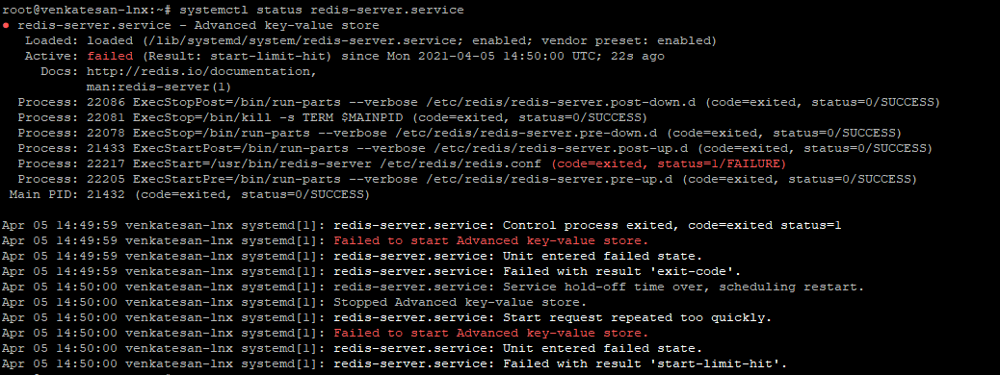 root@venkatesan-lnx:~# systemctl status redis-server.service
● redis-server.service - Advanced key-value store
   Loaded: loaded (/lib/systemd/system/redis-server.service; enabled; vendor preset: enabled)
   Active: failed (Result: start-limit-hit) since Mon 2021-04-05 14:50:00 UTC; 22s ago
     Docs: http://redis.io/documentation,
           man:redis-server(1)
  Process: 22086 ExecStopPost=/bin/run-parts --verbose /etc/redis/redis-server.post-down.d (code=exited, status=0/SUCCESS)
  Process: 22081 ExecStop=/bin/kill -s TERM $MAINPID (code=exited, status=0/SUCCESS)
  Process: 22078 ExecStop=/bin/run-parts --verbose /etc/redis/redis-server.pre-down.d (code=exited, status=0/SUCCESS)
  Process: 21433 ExecStartPost=/bin/run-parts --verbose /etc/redis/redis-server.post-up.d (code=exited, status=0/SUCCESS)
  Process: 22217 ExecStart=/usr/bin/redis-server /etc/redis/redis.conf (code=exited, status=1/FAILURE)
  Process: 22205 ExecStartPre=/bin/run-parts --verbose /etc/redis/redis-server.pre-up.d (code=exited, status=0/SUCCESS)
 Main PID: 21432 (code=exited, status=0/SUCCESS)
Apr 05 14:49:59 venkatesan-lnx systemd[1]: redis-server.service: Control process exited, code=exited status=1
Apr 05 14:49:59 venkatesan-lnx systemd[1]: Failed to start Advanced key-value store.
Apr 05 14:49:59 venkatesan-lnx systemd[1]: redis-server.service: Unit entered failed state.
Apr 05 14:49:59 venkatesan-lnx systemd[1]: redis-server.service: Failed with result 'exit-code'.
Apr 05 14:50:00 venkatesan-lnx systemd[1]: redis-server.service: Service hold-off time over, scheduling restart.
Apr 05 14:50:00 venkatesan-lnx systemd[1]: Stopped Advanced key-value store.
Apr 05 14:50:00 venkatesan-lnx systemd[1]: redis-server.service: Start request repeated too quickly.
Apr 05 14:50:00 venkatesan-lnx systemd[1]: Failed to start Advanced key-value store.
Apr 05 14:50:00 venkatesan-lnx systemd[1]: redis-server.service: Unit entered failed state.
Apr 05 14:50:00 venkatesan-lnx systemd[1]: redis-server.service: Failed with result 'start-limit-hit'.